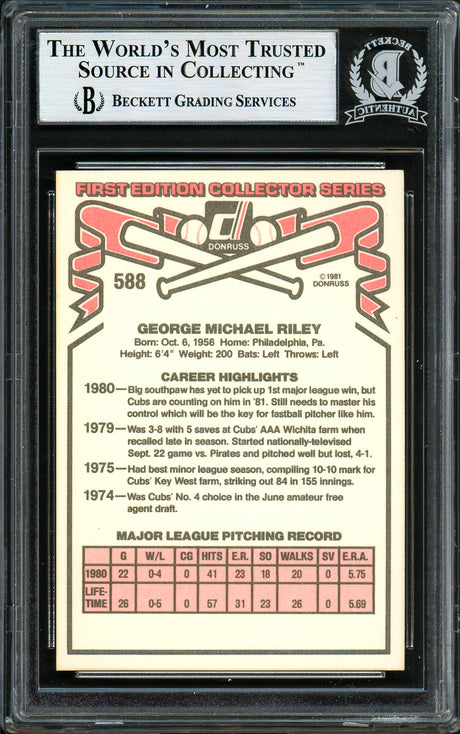 THE WORLD'S MOST TRUSTED
SOURCE IN COLLECTING™
B BECKETT GRADING SERVICES
BECKETT
B
AUTHENTIC
FIRST EDITION COLLECTOR SERIES
DONRUSS
588
©1981
DONRUSS
GEORGE MICHAEL RILEY
Born: Oct. 6, 1956 Home: Philadelphia, Pa.
Height: 6'4" Weight: 200 Bats: Left Throws: Left
CAREER HIGHLIGHTS
1980—Big southpaw has yet to pick up 1st major league win, but
Cubs are counting on him in '81. Still needs to master his
control which will be the key for fastball pitcher like him.
1979—Was 3-8 with 5 saves at Cubs' AAA Wichita farm when
recalled late in season. Started nationally-televised
Sept. 22 game vs. Pirates and pitched well but lost, 4-1.
1975—Had best minor league season, compiling 10-10 mark for
Cubs' Key West farm, striking out 84 in 155 innings.
1974—Was Cubs' No. 4 choice in the June amateur free
agent draft.
MAJOR LEAGUE PITCHING RECORD
G W/L CG HITS E.R. SO WALKS SV E.R.A.
1980 22 0-4 0 41 23 18 20 0 5.75
LIFE-
TIME 26 0-5 0 57 31 23 26 0 5.69